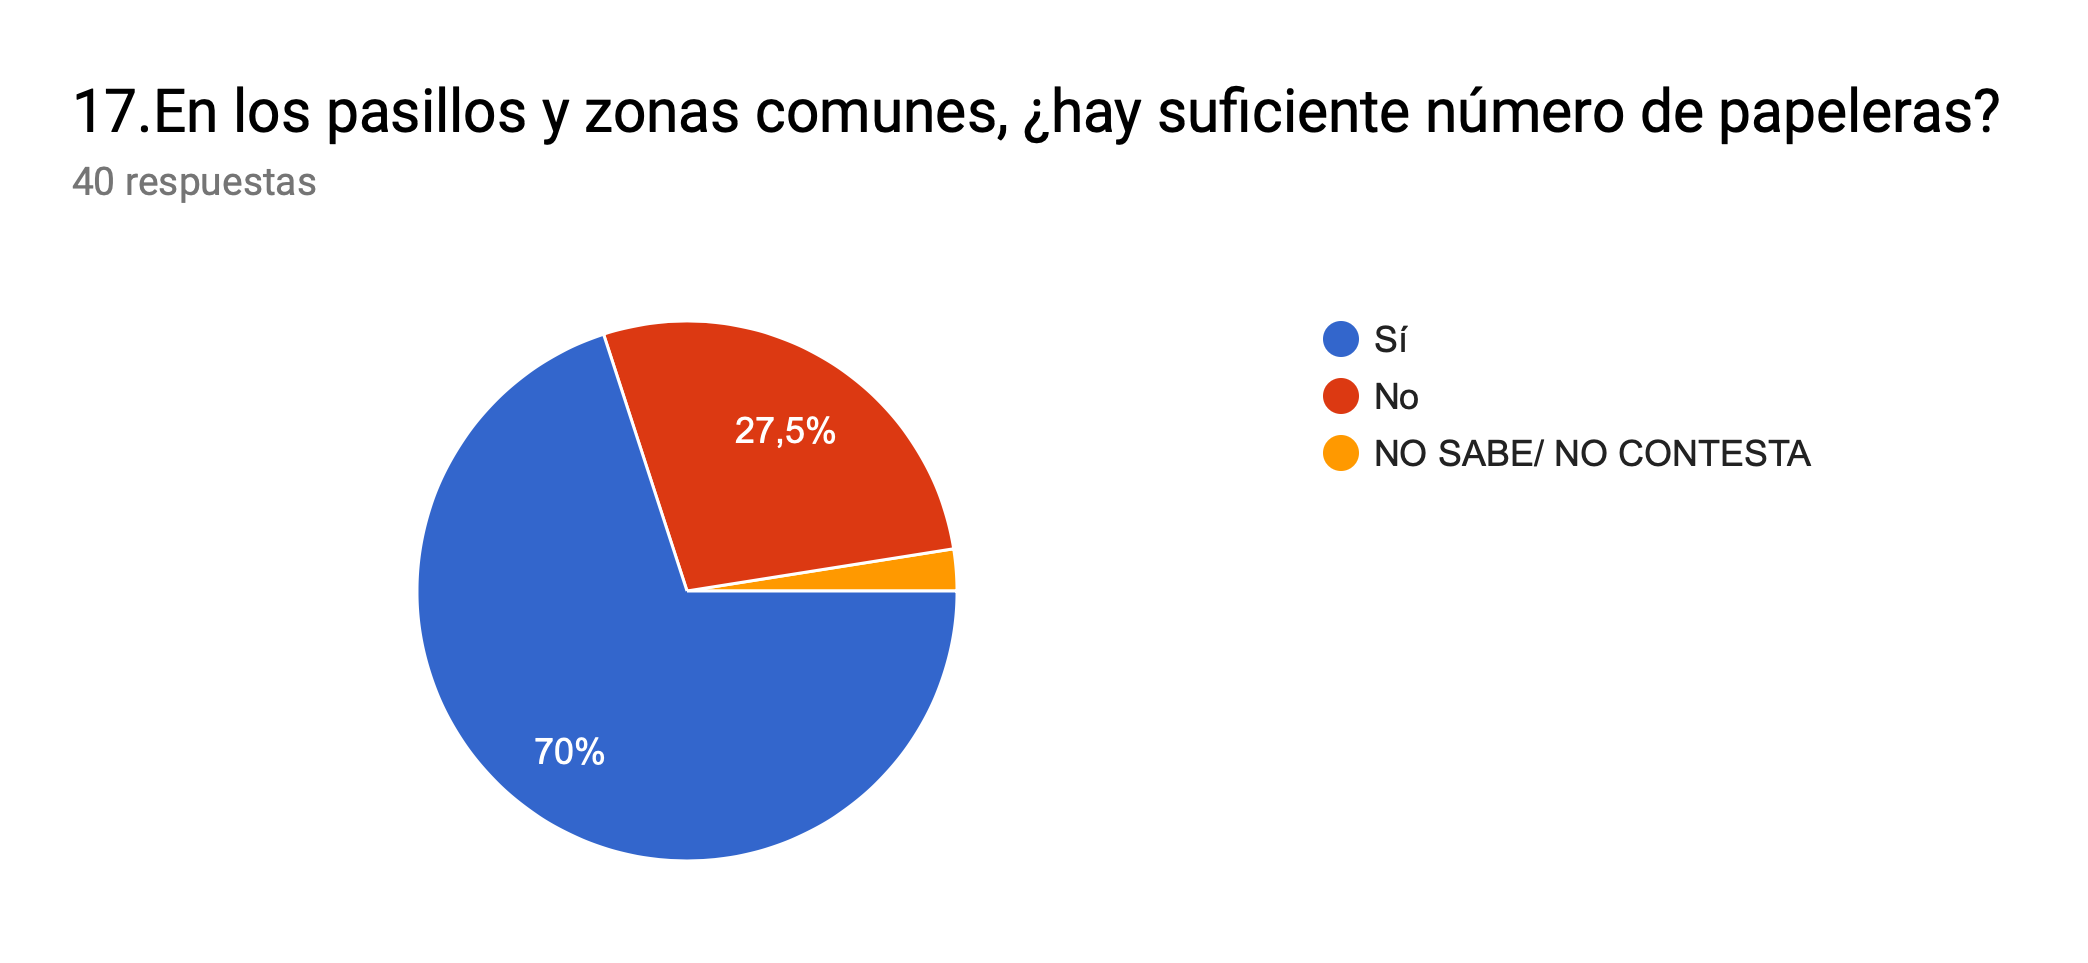 17.En los pasillos y zonas comunes, ¿hay suficiente número de papeleras?
40 respuestas
27,5%
70%
Sí
No
NO SABE/ NO CONTESTA